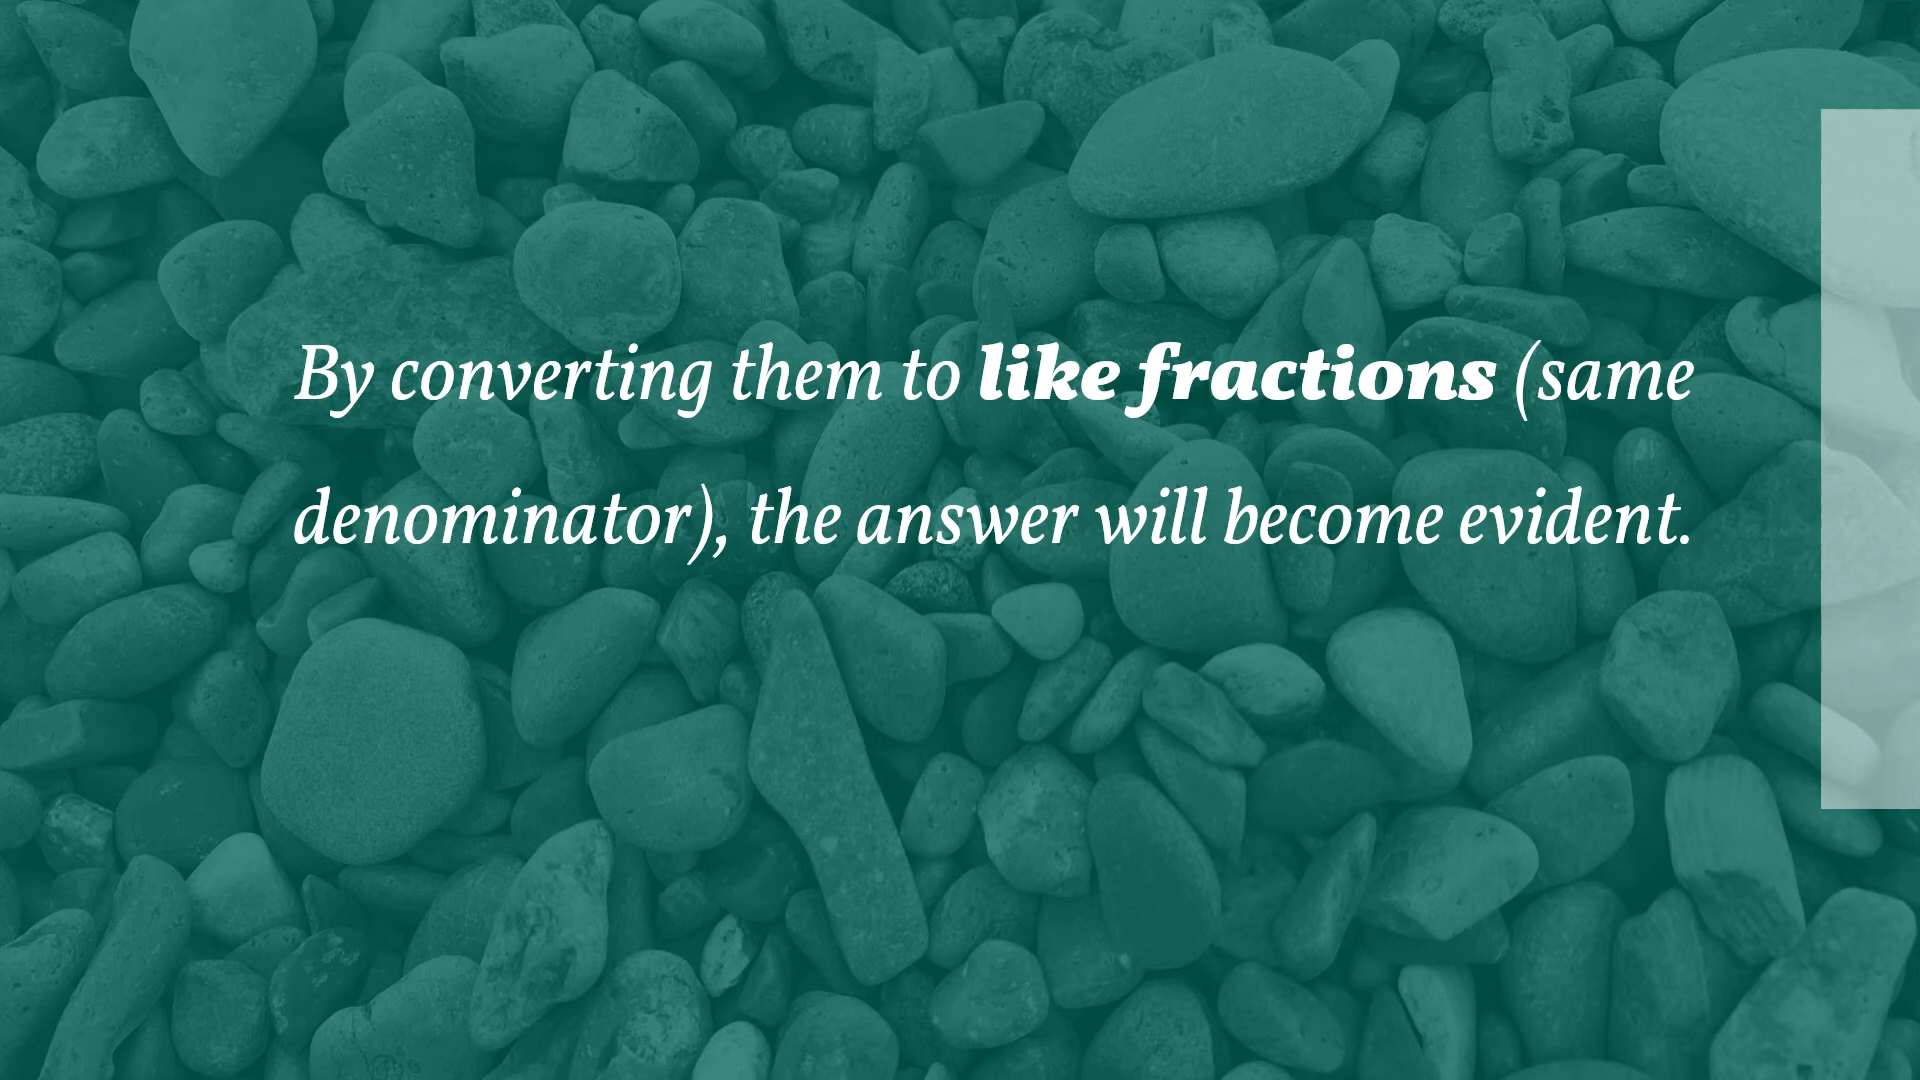 By converting them to like fractions (same
denominator), the answer will become evident.